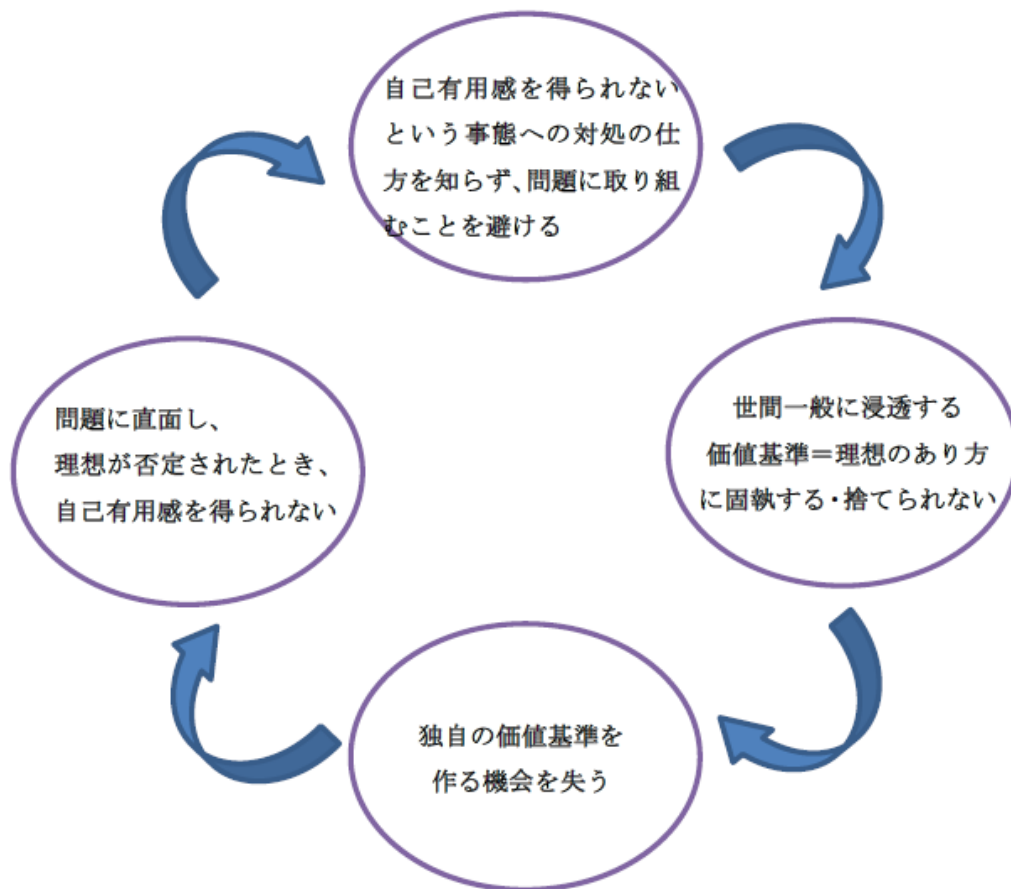 自己有用感を得られない
という事態への対処の仕
方を知らず、問題に取り組
むことを避ける
世間一般に浸透する
価値基準＝理想のあり方
に固執する・捨てられない
独自の価値基準を
作る機会を失う
問題に直面し、
理想が否定されたとき、
自己有用感を得られない